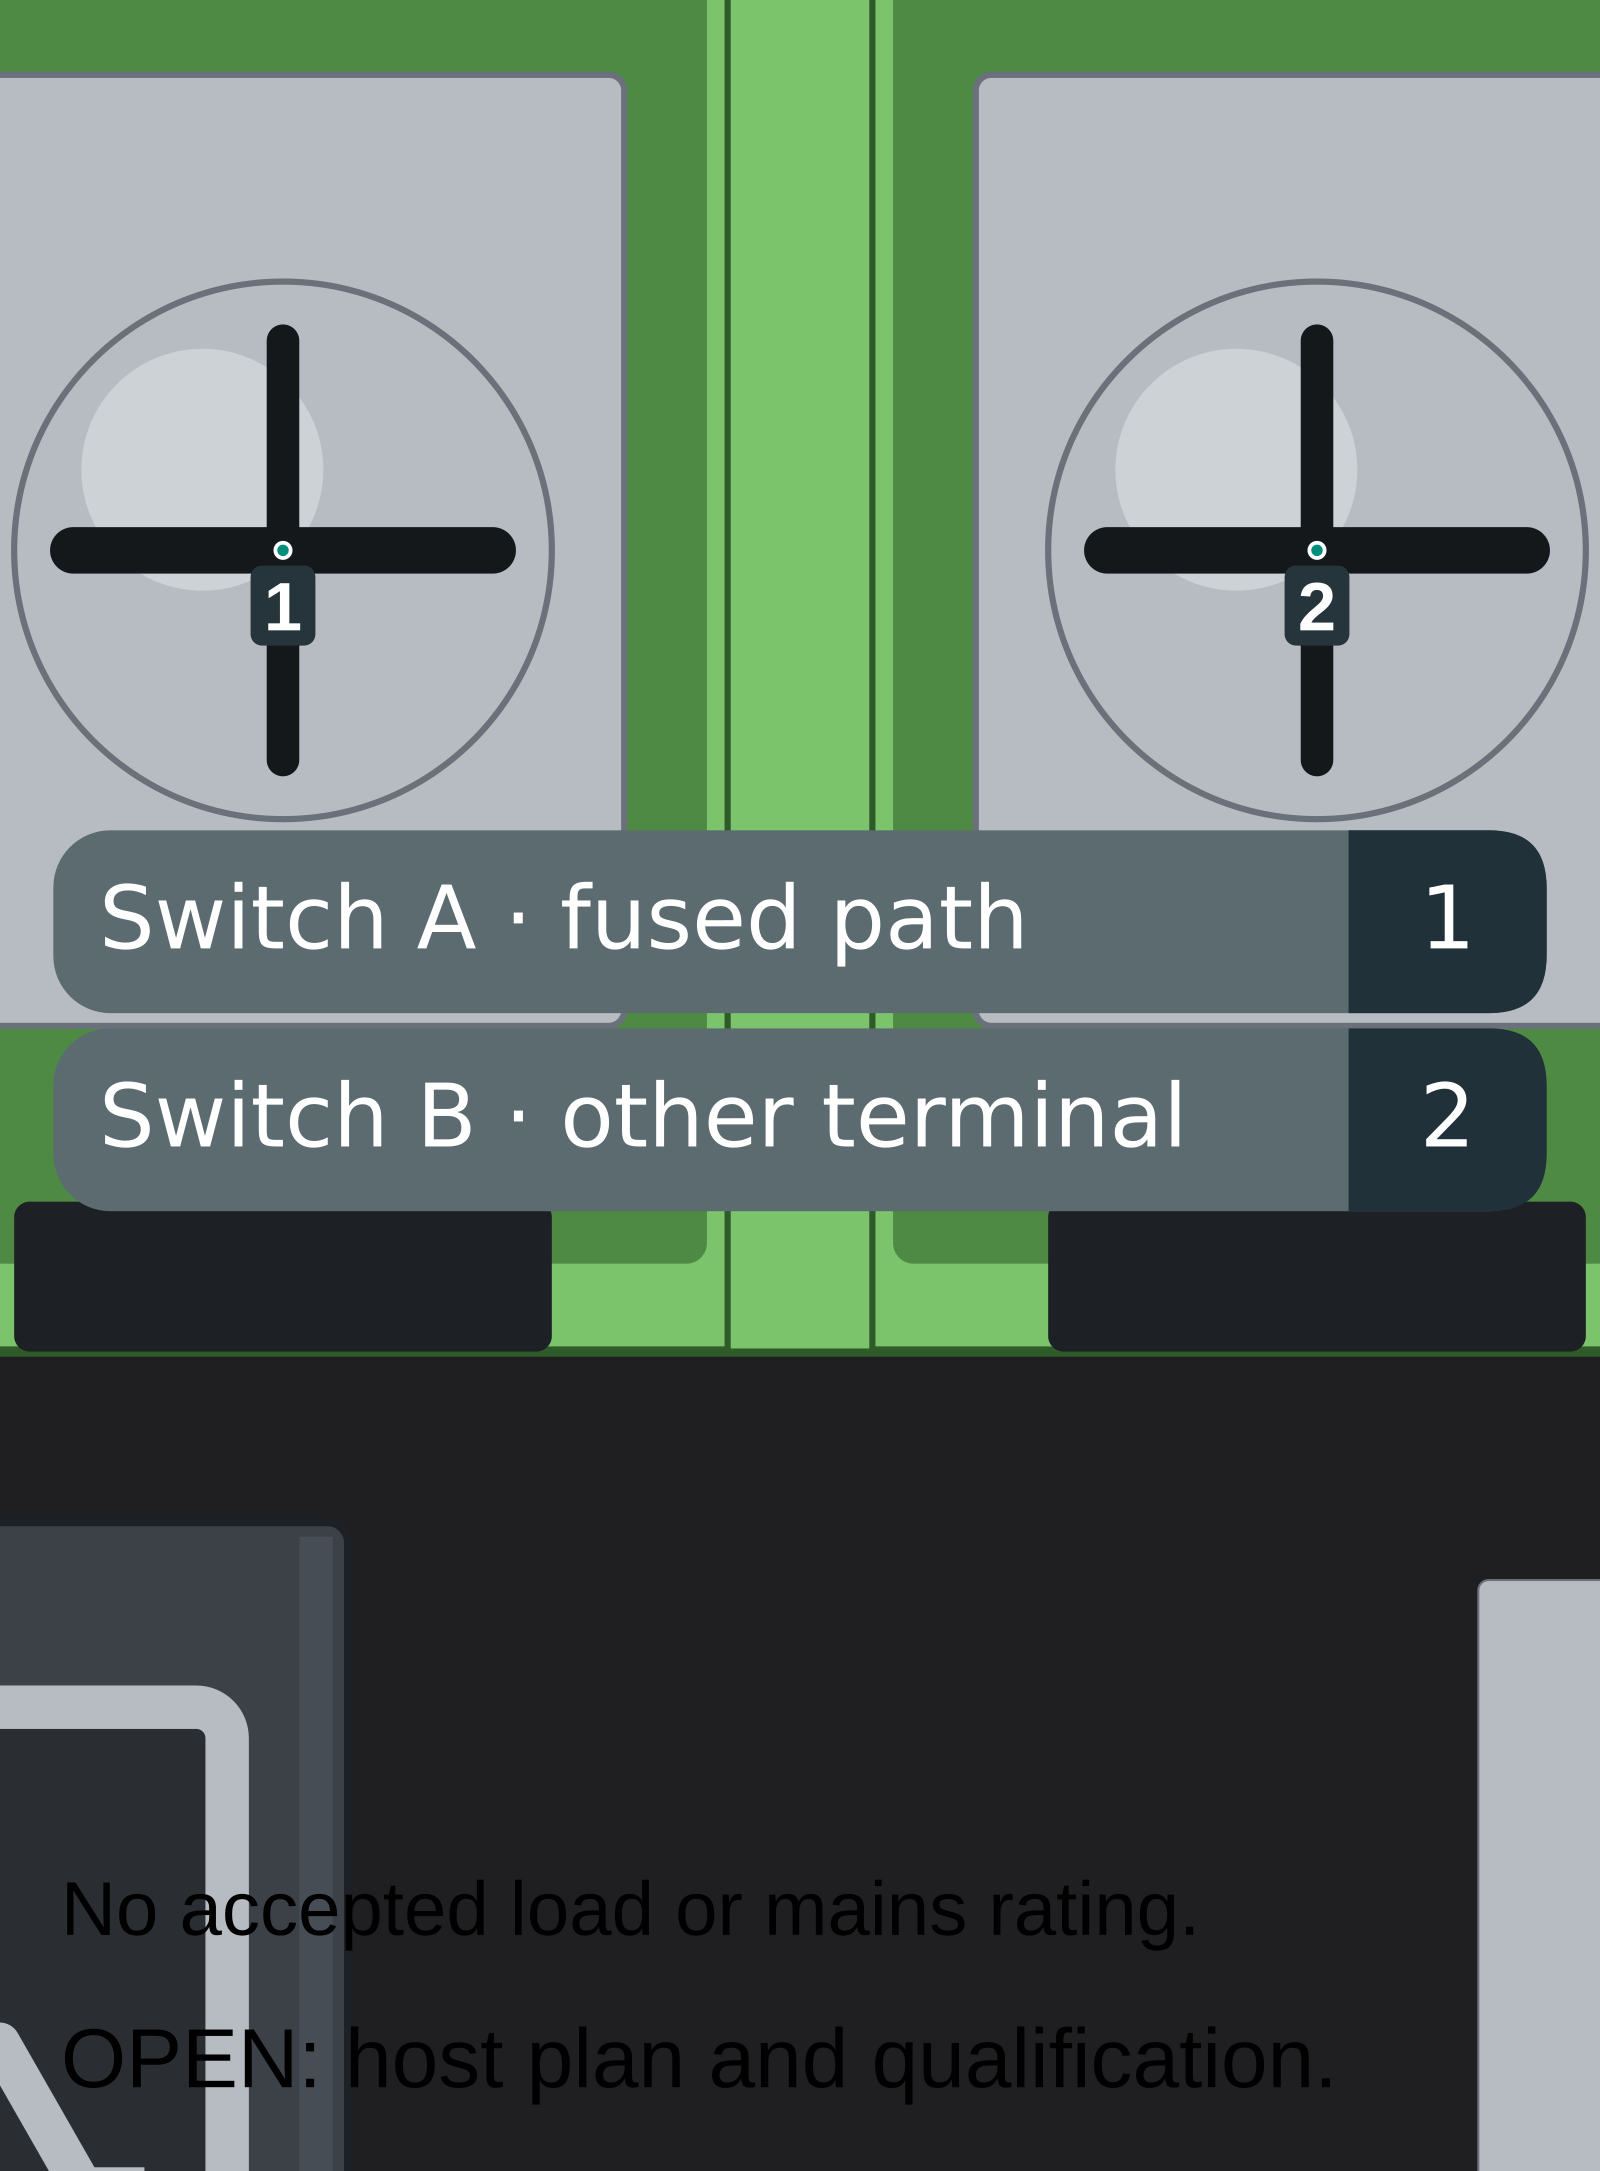 1
2
Switch A · fused path 1
Switch B · other terminal 2
No accepted load or mains rating.
OPEN: host plan and qualification.